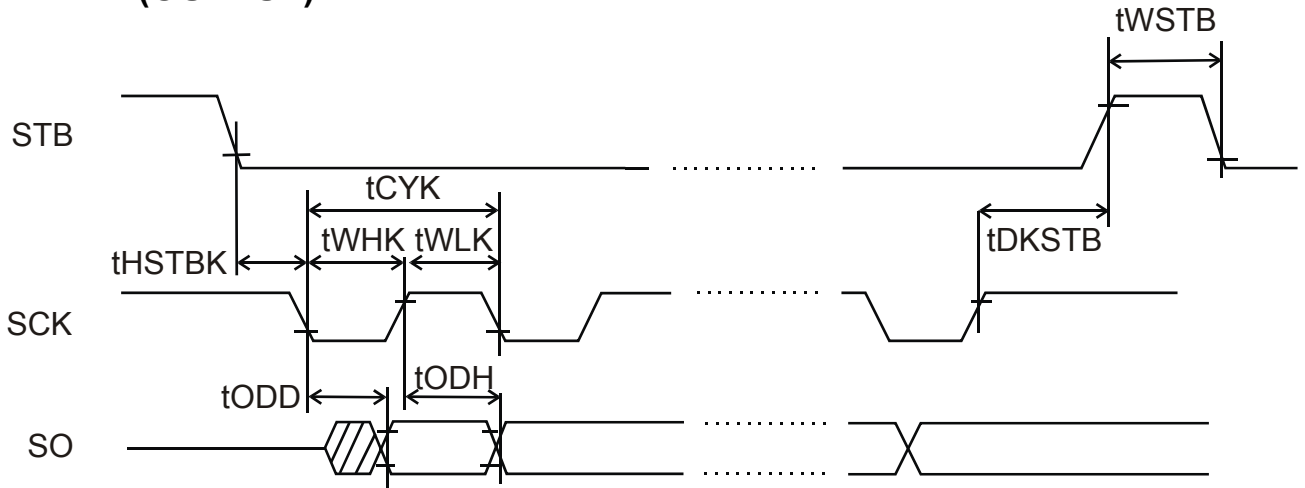 tWSTB
STB
tCYK
tWHK tWLK
tDKSTB
tHSTBK
SCK
tODH
tODD
SO